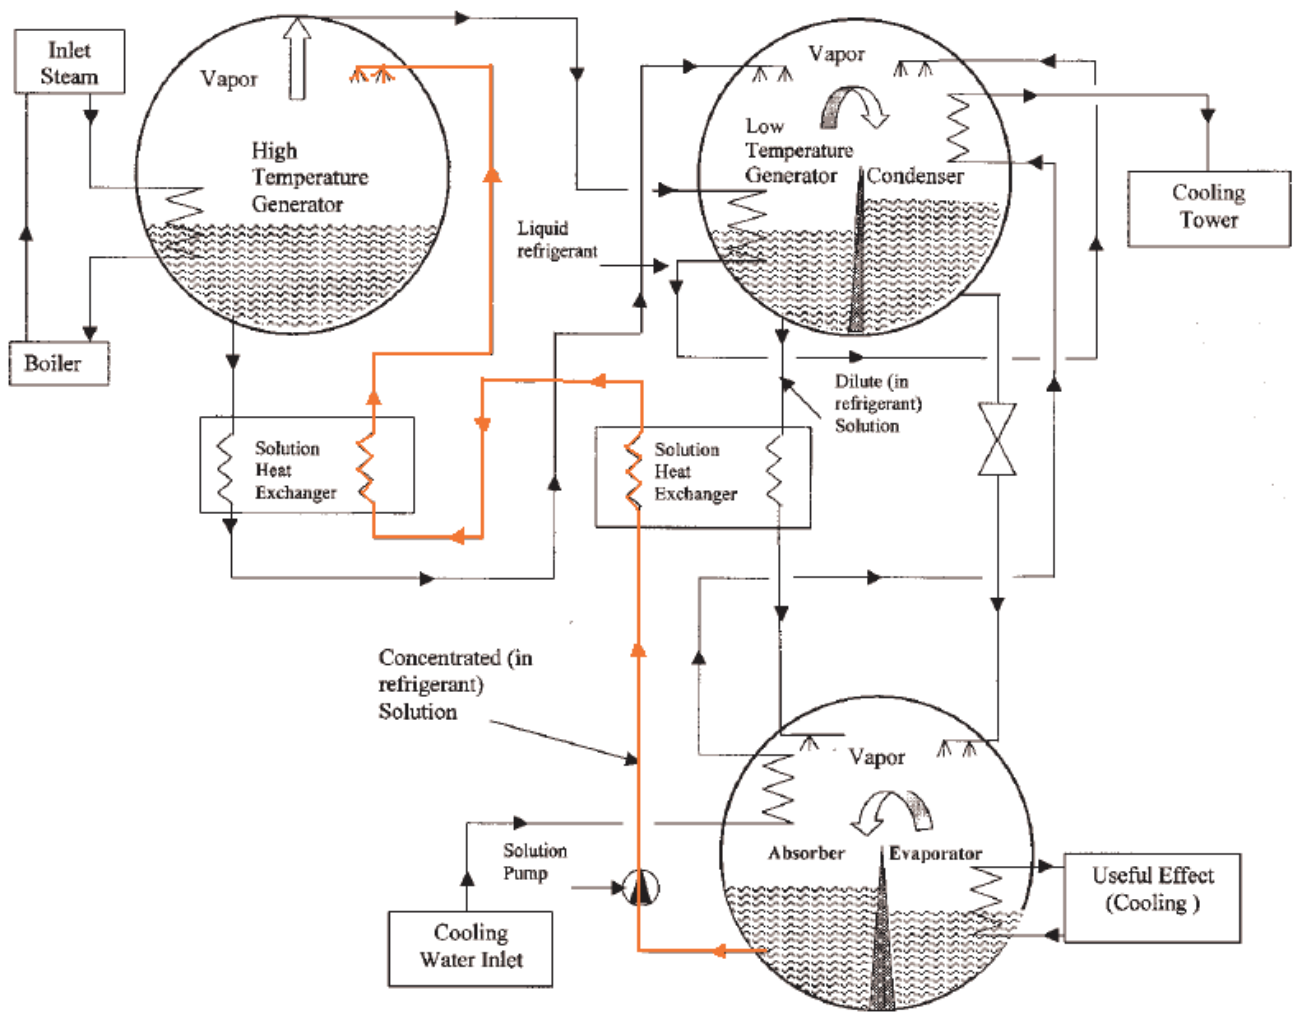 Inlet
Steam
Vapor
High
Temperature
Generator
Boiler
Liquid
refrigerant
Vapor
Low
Temperature
Generator
Condenser
Cooling
Tower
Solution
Heat
Exchanger
Solution
Heat
Exchanger
Dilute (in
refrigerant)
Solution
Concentrated (in
refrigerant)
Solution
Vapor
Absorber
Evaporator
Solution
Pump
Cooling
Water Inlet
Useful Effect
(Cooling )